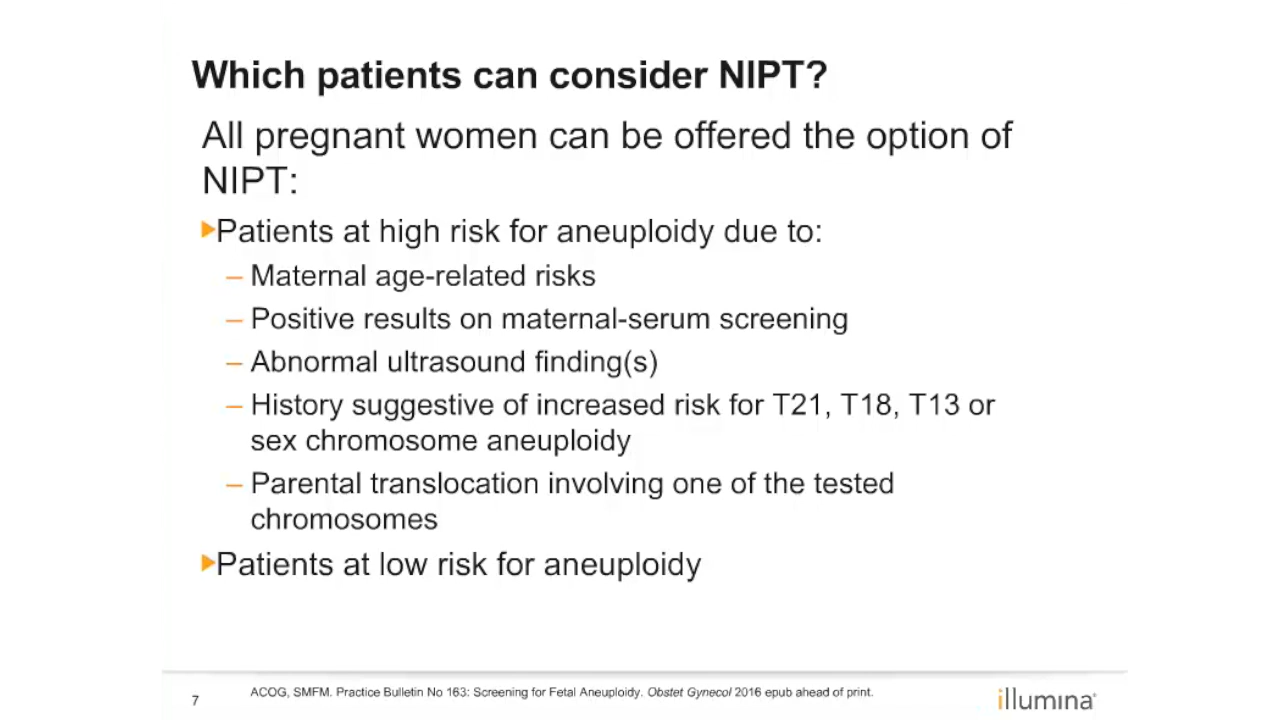 Which patients can consider NIPT?
All pregnant women can be offered the option of
NIPT:
Patients at high risk for aneuploidy due to:
– Maternal age-related risks
– Positive results on maternal-serum screening
– Abnormal ultrasound finding(s)
– History suggestive of increased risk for T21, T18, T13 or
sex chromosome aneuploidy
– Parental translocation involving one of the tested
chromosomes
Patients at low risk for aneuploidy
7
ACOG, SMFM. Practice Bulletin No 163: Screening for Fetal Aneuploidy. Obstet Gynecol 2016 epub ahead of print.
illumina®